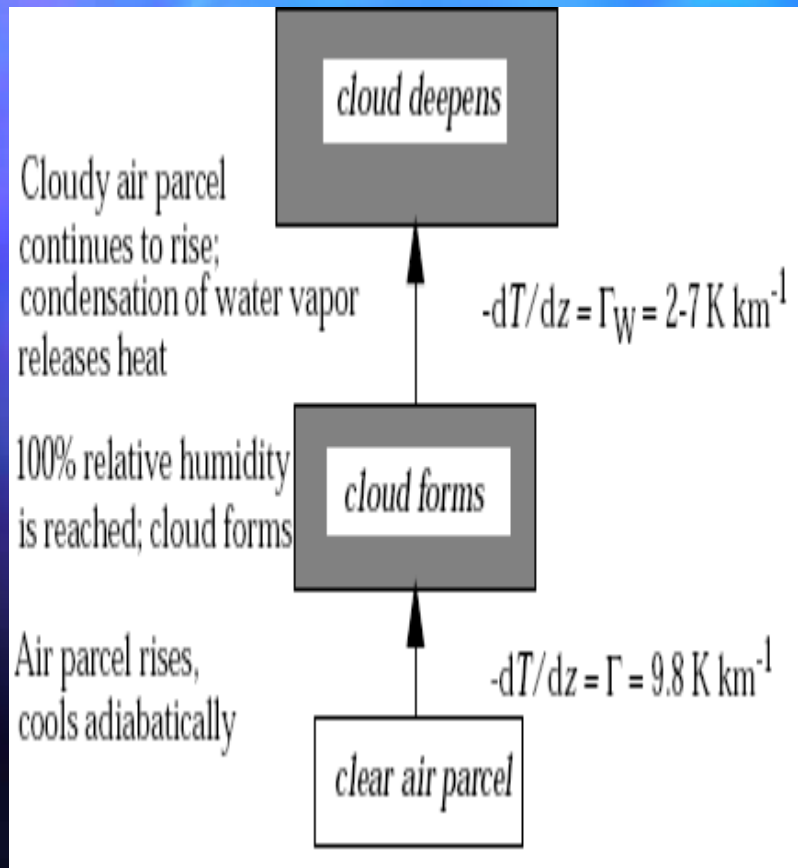 cloud deepens
Cloudy air parcel
continues to rise;
condensation of water vapor
releases heat
-dT/dz = Γ_W = 2-7 K km^-1
100% relative humidity
is reached; cloud forms
cloud forms
Air parcel rises,
cools adiabatically
-dT/dz = Γ = 9.8 K km^-1
clear air parcel